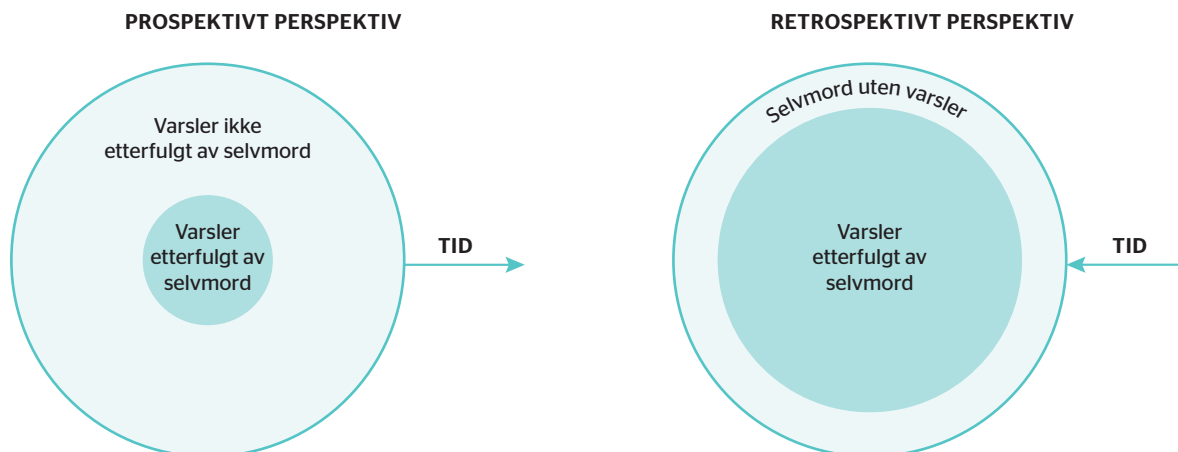 PROSPEKTIVT PERSPEKTIV
Varsler ikke
etterfulgt av selvmord
Varsler
etterfulgt av
selvmord
TID
RETROSPEKTIVT PERSPEKTIV
Selvmord uten varsler
Varsler
etterfulgt av
selvmord
TID